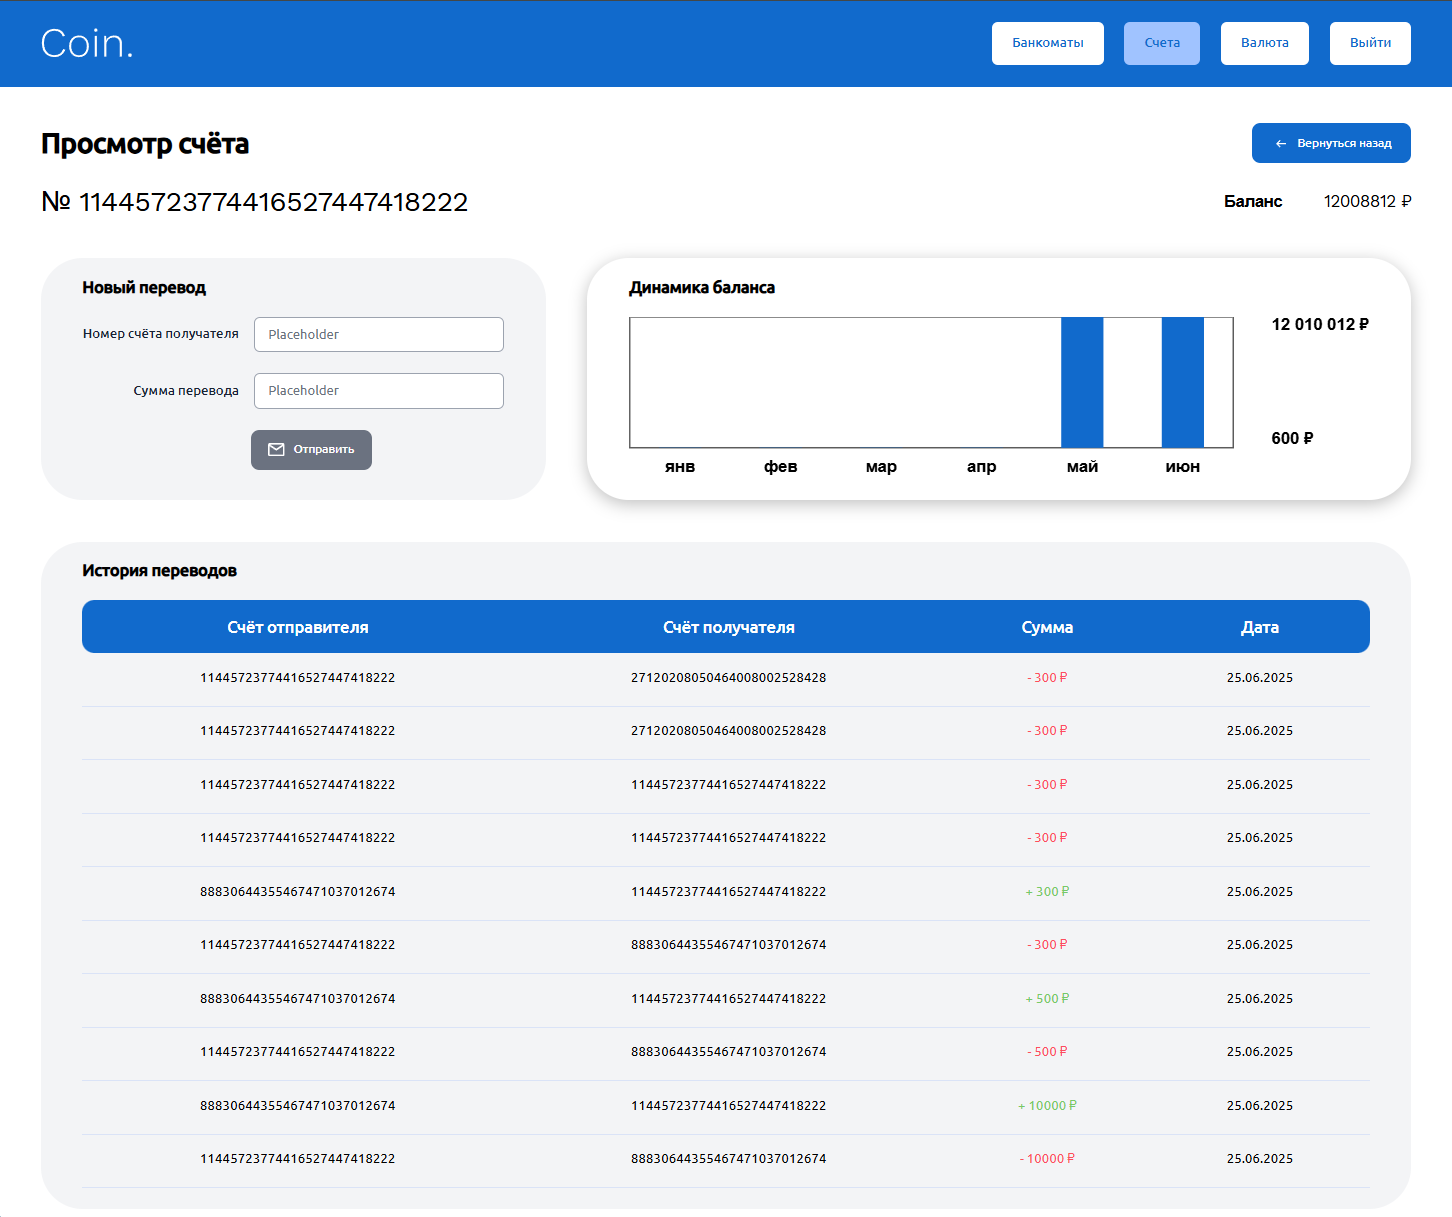 Coin.
Банкоматы Счета Валюта Выйти
Просмотр счёта
← Вернуться назад
№ 11445723774416527447418222
Баланс 12008812 ₽
Новый перевод
Номер счёта получателя Placeholder
Сумма перевода Placeholder
Отправить
Динамика баланса
12 010 012 ₽
600 ₽
янв фев мар апр май июн
История переводов
Счёт отправителя Счёт получателя Сумма Дата
11445723774416527447418222 27120208050464008002528428 - 300 ₽ 25.06.2025
11445723774416527447418222 27120208050464008002528428 - 300 ₽ 25.06.2025
11445723774416527447418222 11445723774416527447418222 - 300 ₽ 25.06.2025
11445723774416527447418222 11445723774416527447418222 - 300 ₽ 25.06.2025
88830644355467471037012674 11445723774416527447418222 + 300 ₽ 25.06.2025
11445723774416527447418222 88830644355467471037012674 - 300 ₽ 25.06.2025
88830644355467471037012674 11445723774416527447418222 + 500 ₽ 25.06.2025
11445723774416527447418222 88830644355467471037012674 - 500 ₽ 25.06.2025
88830644355467471037012674 11445723774416527447418222 + 10000 ₽ 25.06.2025
11445723774416527447418222 88830644355467471037012674 - 10000 ₽ 25.06.2025